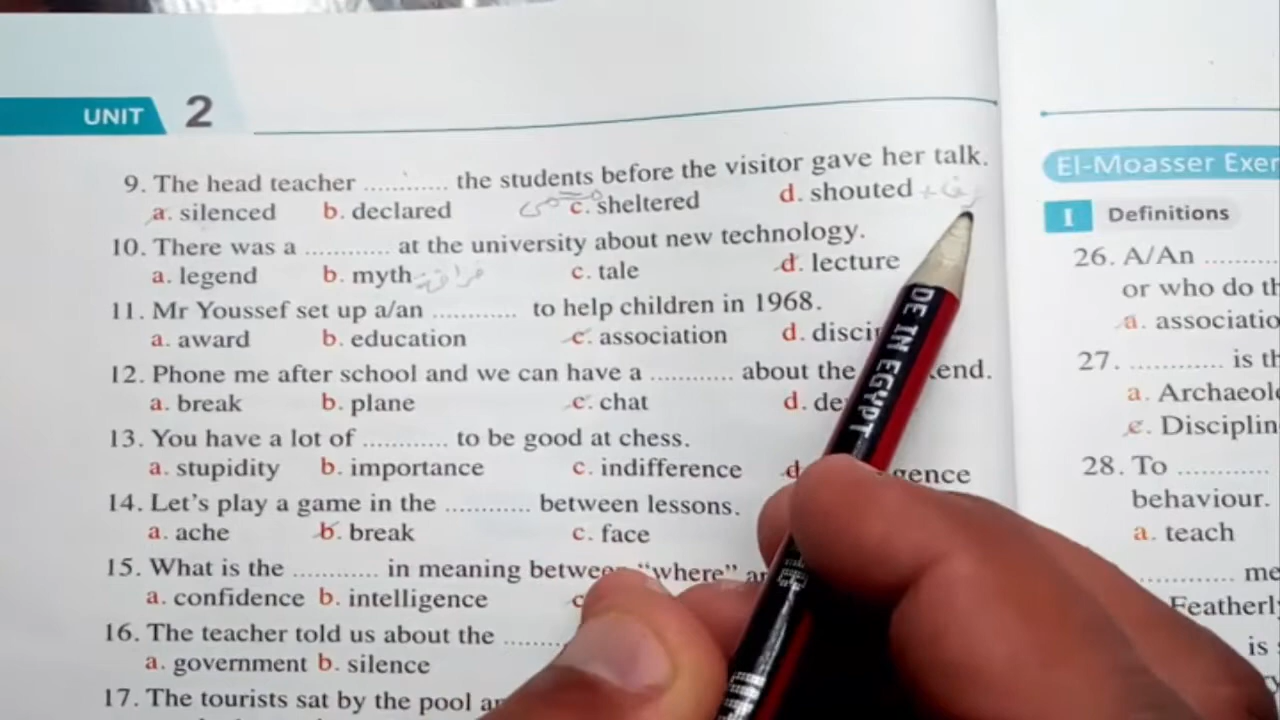 UNIT 2
9. The head teacher ............ the students before the visitor gave her talk.
a. silenced b. declared c. sheltered d. shouted +
10. There was a ............ at the university about new technology.
a. legend b. myth خرافة c. tale d. lecture
11. Mr Youssef set up a/an ............ to help children in 1968.
a. award b. education c. association d.
12. Phone me after school and we can have a ............ about the
a. break b. plane c. chat d.
13. You have a lot of ............ to be good at chess.
a. stupidity b. importance c. indifference d
14. Let's play a game in the ............ between lessons.
a. ache b. break c. face
15. What is the ............ in meaning between "where"
a. confidence b. intelligence c
16. The teacher told us about the ........
a. government b. silence
17. The tourists sat by the pool
DE IN EGYPT
El-Moasser
I Definitions
26. A/An ............
or who do
a.
27. ............ is
a.
c.
28. To ............
behaviour.
a. teach
............
is